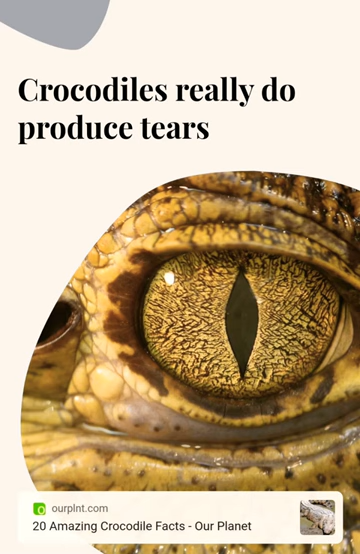 Crocodiles really do
produce tears
ourplnt.com
20 Amazing Crocodile Facts - Our Planet